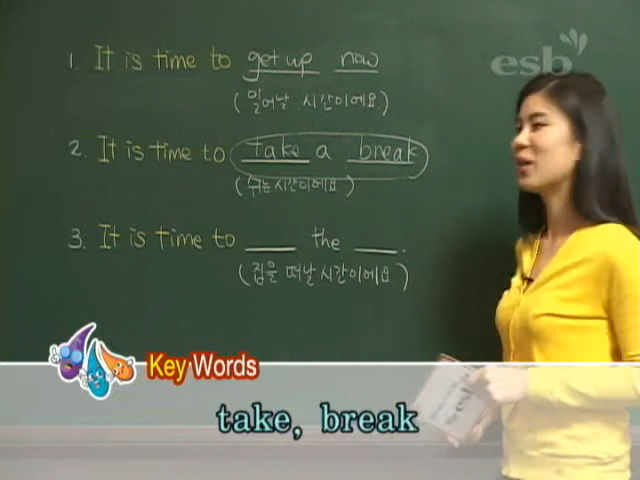 esb
1. It is time to get up now
(일어날 시간이에요)
2. It is time to take a break
(쉬는 시간이에요)
3. It is time to ___ the ___.
(집을 떠날 시간이에요)
Key Words
take, break